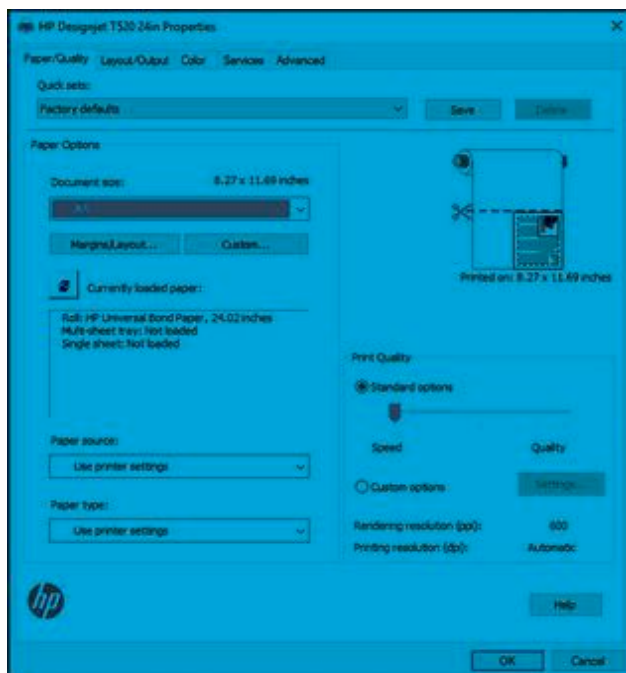 HP Designjet T520 24in Properties
Paper/Quality Layout/Output Color Services Advanced
Quick sets:
Factory defaults
Save
Delete
Paper Options
Document size: 8.27 x 11.69 inches
A4
Margins/Layout...
Custom...
Currently loaded paper:
Roll: HP Universal Bond Paper, 24.02 inches
Multi-sheet tray: Not loaded
Single sheet: Not loaded
Paper source:
Use printer settings
Paper type:
Use printer settings
Printed on: 8.27 x 11.69 inches
Print Quality
Standard options
Speed Quality
Custom options
Settings...
Rendering resolution (ppi): 600
Printing resolution (dpi): Automatic
hp
Help
OK Cancel